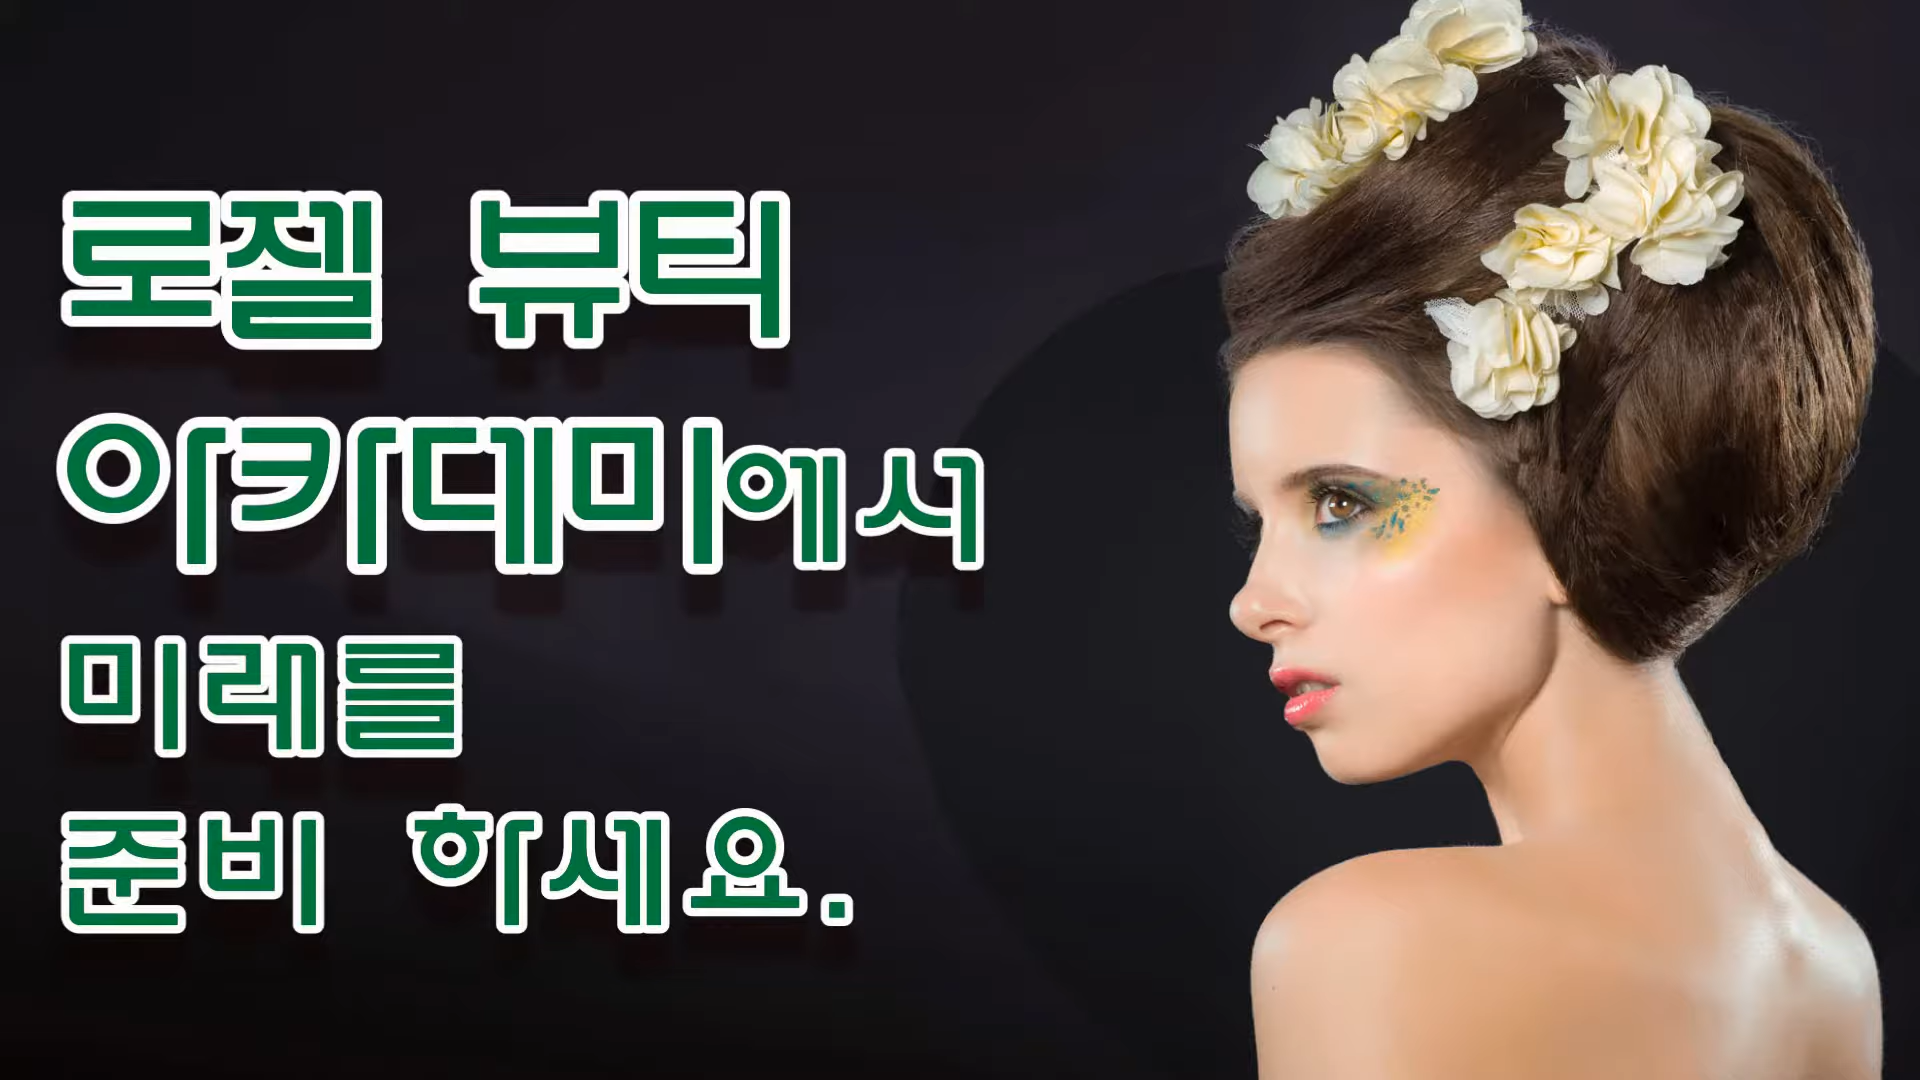 로젤 뷰티
아카데미에서
미래를
준비 하세요.